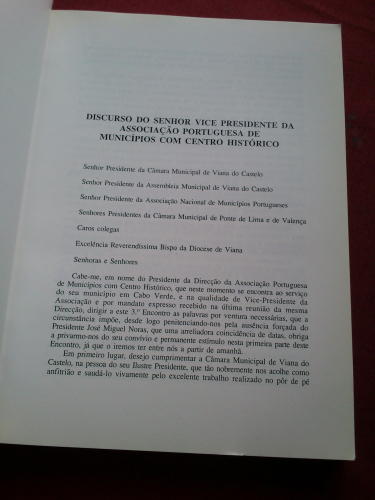 DISCURSO DO SENHOR VICE PRESIDENTE DA
ASSOCIAÇÃO PORTUGUESA DE
MUNICÍPIOS COM CENTRO HISTÓRICO
Senhor Presidente da Câmara Municipal de Viana do Castelo
Senhor Presidente da Assembleia Municipal de Viana do Castelo
Senhor Presidente da Associação Nacional de Municípios Portugueses
Senhores Presidentes da Câmara Municipal de Ponte de Lima e de Valença
Caros colegas
Excelência Reverendíssima Bispo da Diocese de Viana
Senhoras e Senhores
Cabe-me, em nome do Presidente da Direcção da Associação Portuguesa
de Municípios com Centro Histórico, que neste momento se encontra ao serviço
do seu município em Cabo Verde, e na qualidade de Vice-Presidente da
Associação e por mandato expresso recebido na última reunião da mesma
Direcção, dirigir a este 3.º Encontro as palavras por ventura necessárias, que a
circunstância impõe, desde logo penitenciando-nos pela ausência forçada do
Presidente José Miguel Noras, que uma arreliadora coincidência de datas, obriga
a privarmo-nos do seu convívio e permanente estímulo nesta primeira parte deste
Encontro, já que o iremos ter entre nós a partir de amanhã.
Em primeiro lugar, desejo cumprimentar a Câmara Municipal de Viana do
Castelo, na pessoa do seu Ilustre Presidente, que tão nobremente nos acolhe como
anfitrião e saudá-lo vivamente pelo excelente trabalho realizado no pôr de pé